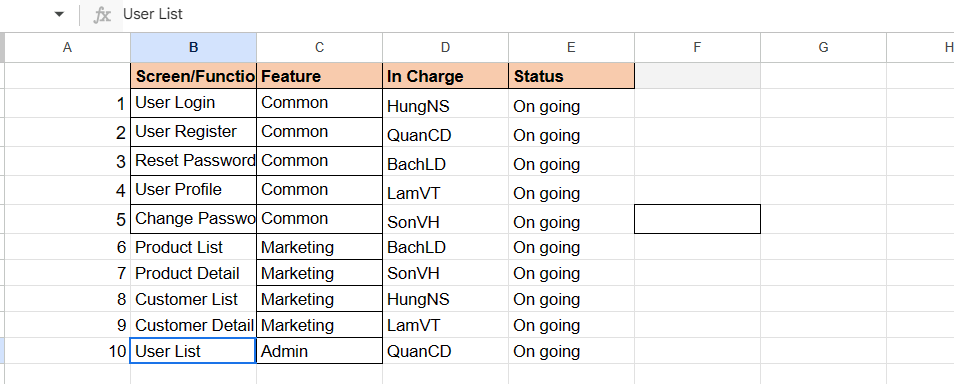 fx User List
A B C D E F G H
Screen/Functio Feature In Charge Status
1 User Login Common HungNS On going
2 User Register Common QuanCD On going
3 Reset Password Common BachLD On going
4 User Profile Common LamVT On going
5 Change Passwo Common SonVH On going
6 Product List Marketing BachLD On going
7 Product Detail Marketing SonVH On going
8 Customer List Marketing HungNS On going
9 Customer Detail Marketing LamVT On going
10 User List Admin QuanCD On going